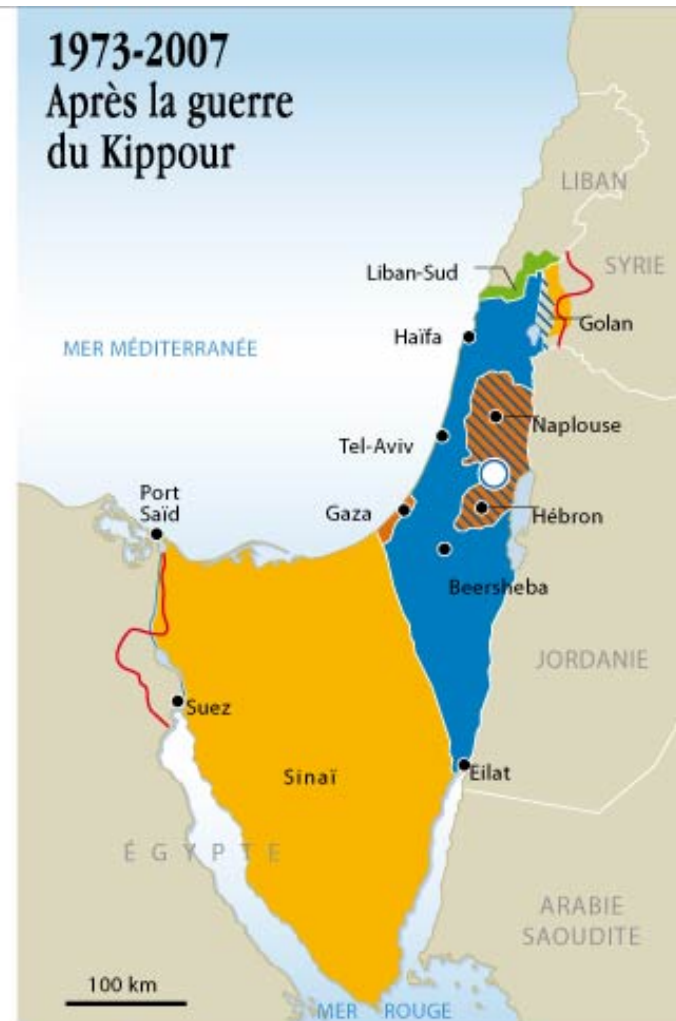 1973-2007
Après la guerre
du Kippour
LIBAN
Liban-Sud
SYRIE
Golan
Haïfa
MER MÉDITERRANÉE
Naplouse
Tel-Aviv
Port
Saïd
Gaza
Hébron
Beersheba
JORDANIE
Suez
Sinaï
Eilat
ÉGYPTE
ARABIE
SAOUDITE
100 km
MER ROUGE